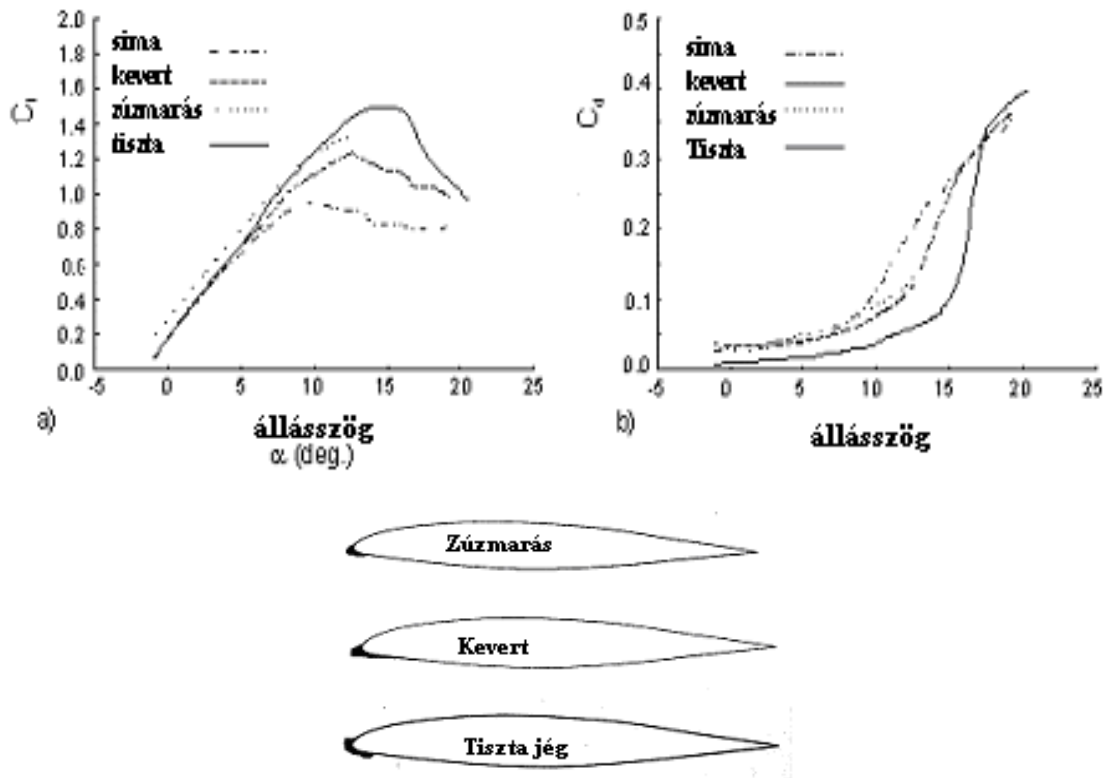 2.0
1.8
1.6
1.4
1.2
1.0
0.8
0.6
0.4
0.2
0.0
C₁
sima
kevert
zúzmarás
tiszta
-5 0 5 10 15 20 25
a)
állásszög
α (deg.)
0.5
0.4
0.3
0.2
0.1
0.0
C_d
sima
kevert
zúzmarás
Tiszta
-5 0 5 10 15 20 25
b)
állásszög
Zúzmarás
Kevert
Tiszta jég